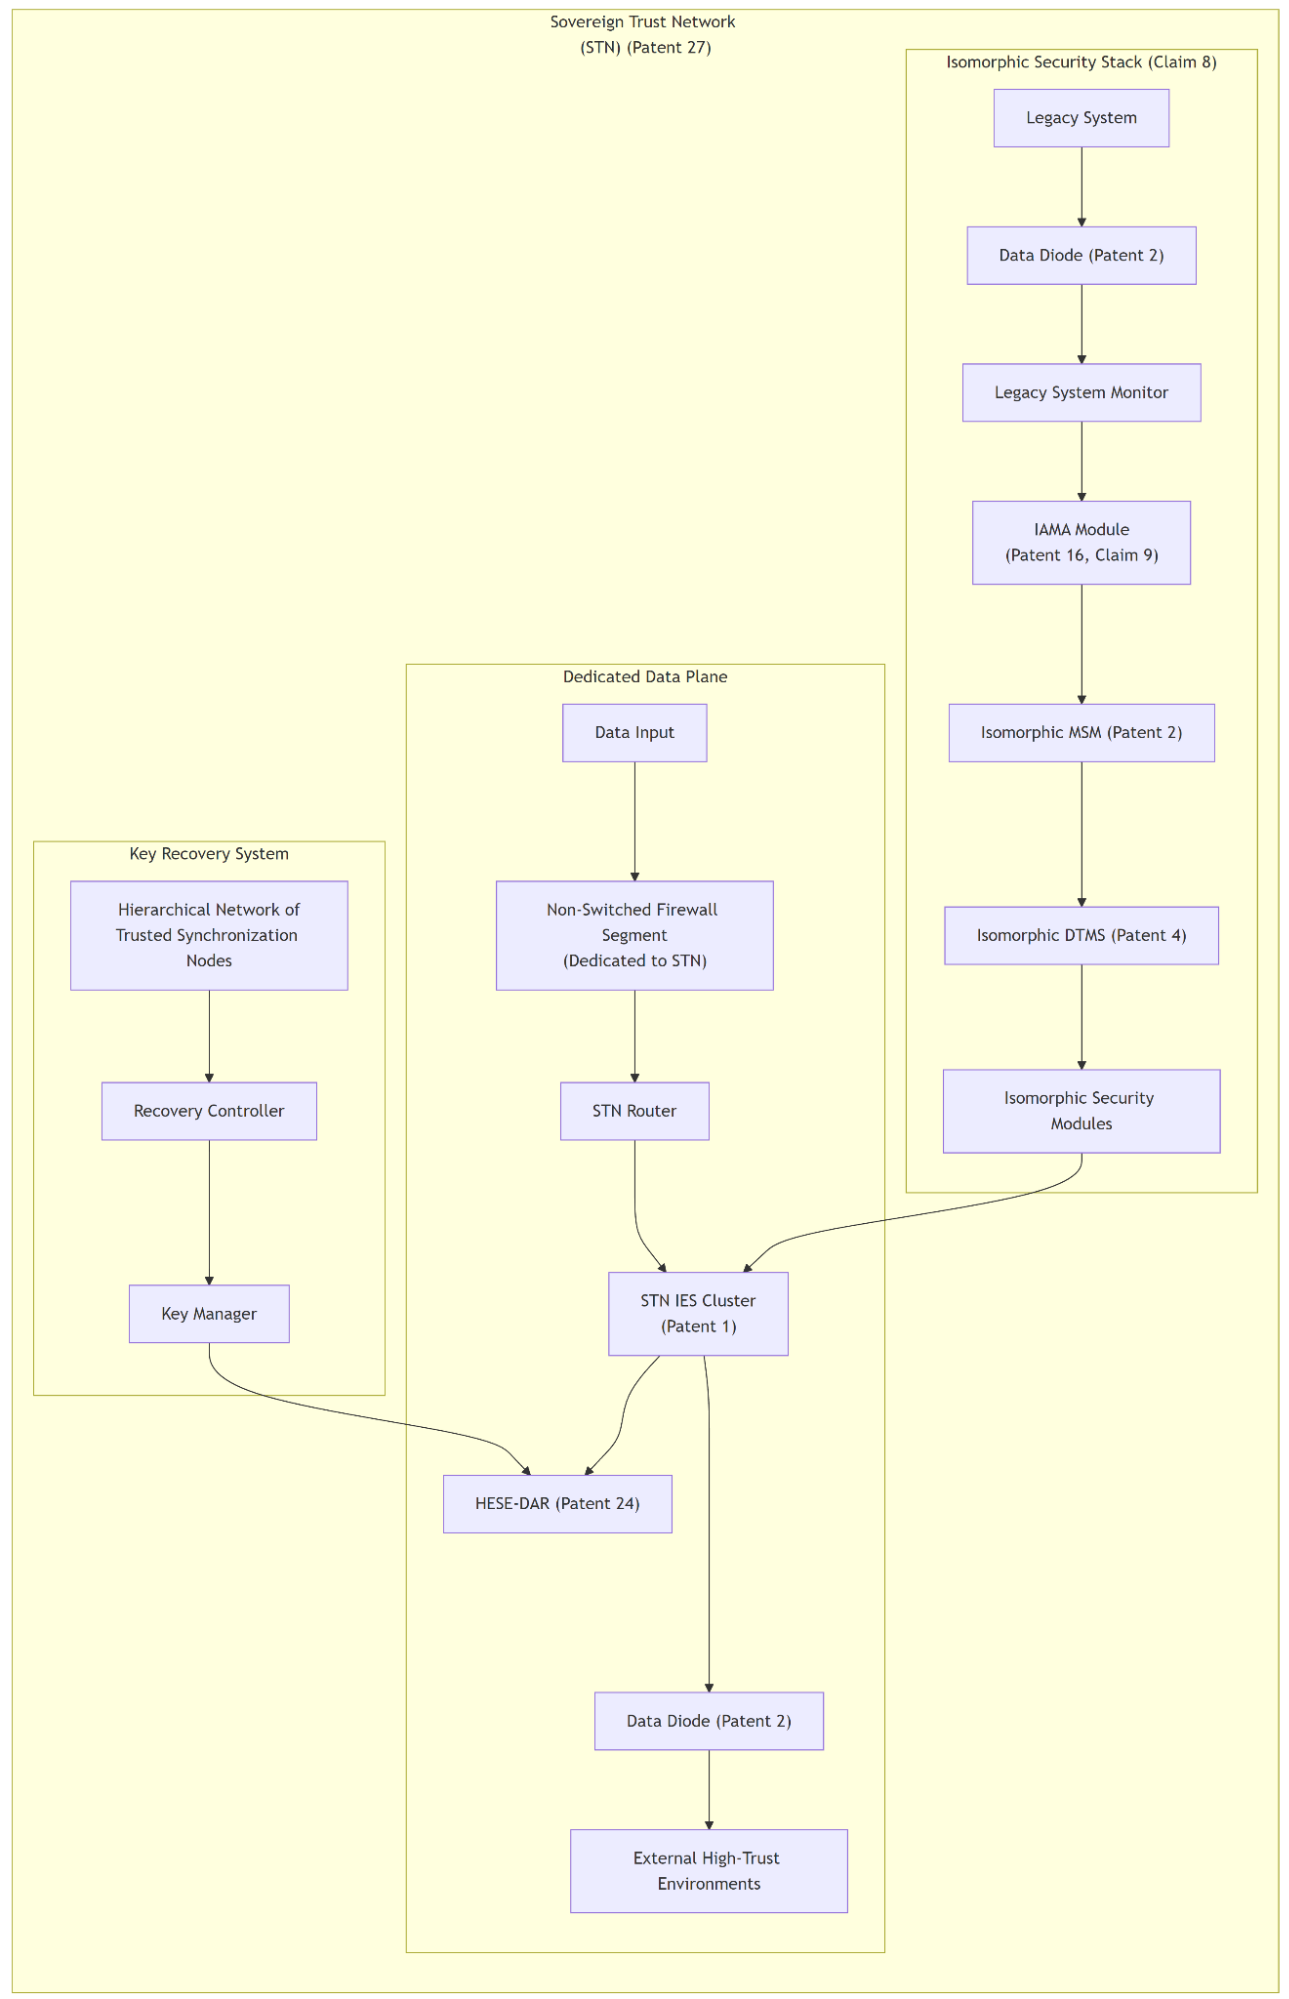 Sovereign Trust Network
(STN) (Patent 27)
Isomorphic Security Stack (Claim 8)
Legacy System
Data Diode (Patent 2)
Legacy System Monitor
IAMA Module
(Patent 16, Claim 9)
Isomorphic MSM (Patent 2)
Isomorphic DTMS (Patent 4)
Isomorphic Security
Modules
Dedicated Data Plane
Data Input
Non-Switched Firewall
Segment
(Dedicated to STN)
STN Router
STN IES Cluster
(Patent 1)
HESE-DAR (Patent 24)
Data Diode (Patent 2)
External High-Trust
Environments
Key Recovery System
Hierarchical Network of
Trusted Synchronization
Nodes
Recovery Controller
Key Manager